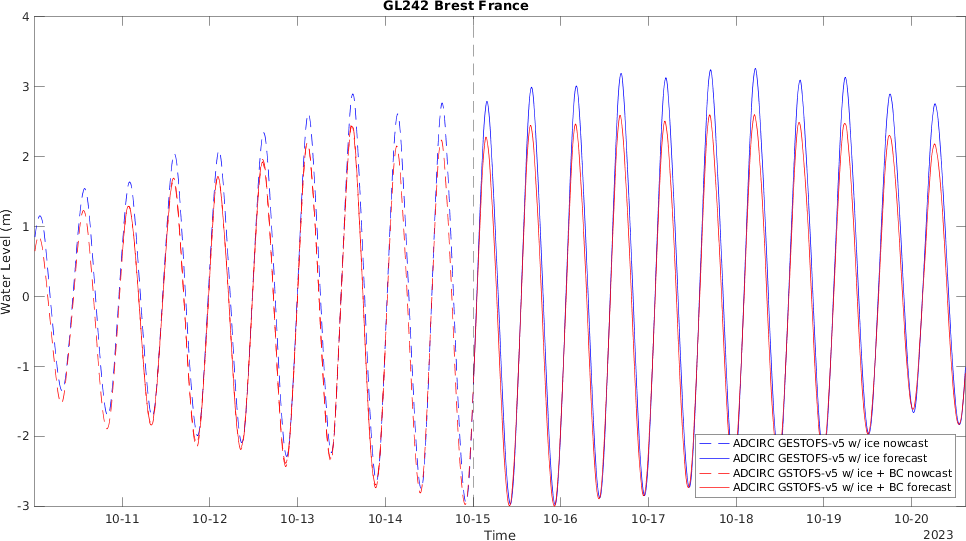 GL242 Brest France
4
3
2
1
0
-1
-2
-3
Water Level (m)
10-11 10-12 10-13 10-14 10-15 10-16 10-17 10-18 10-19 10-20
Time
2023
ADCIRC GESTOFS-v5 w/ ice nowcast
ADCIRC GESTOFS-v5 w/ ice forecast
ADCIRC GSTOFS-v5 w/ ice + BC nowcast
ADCIRC GSTOFS-v5 w/ ice + BC forecast